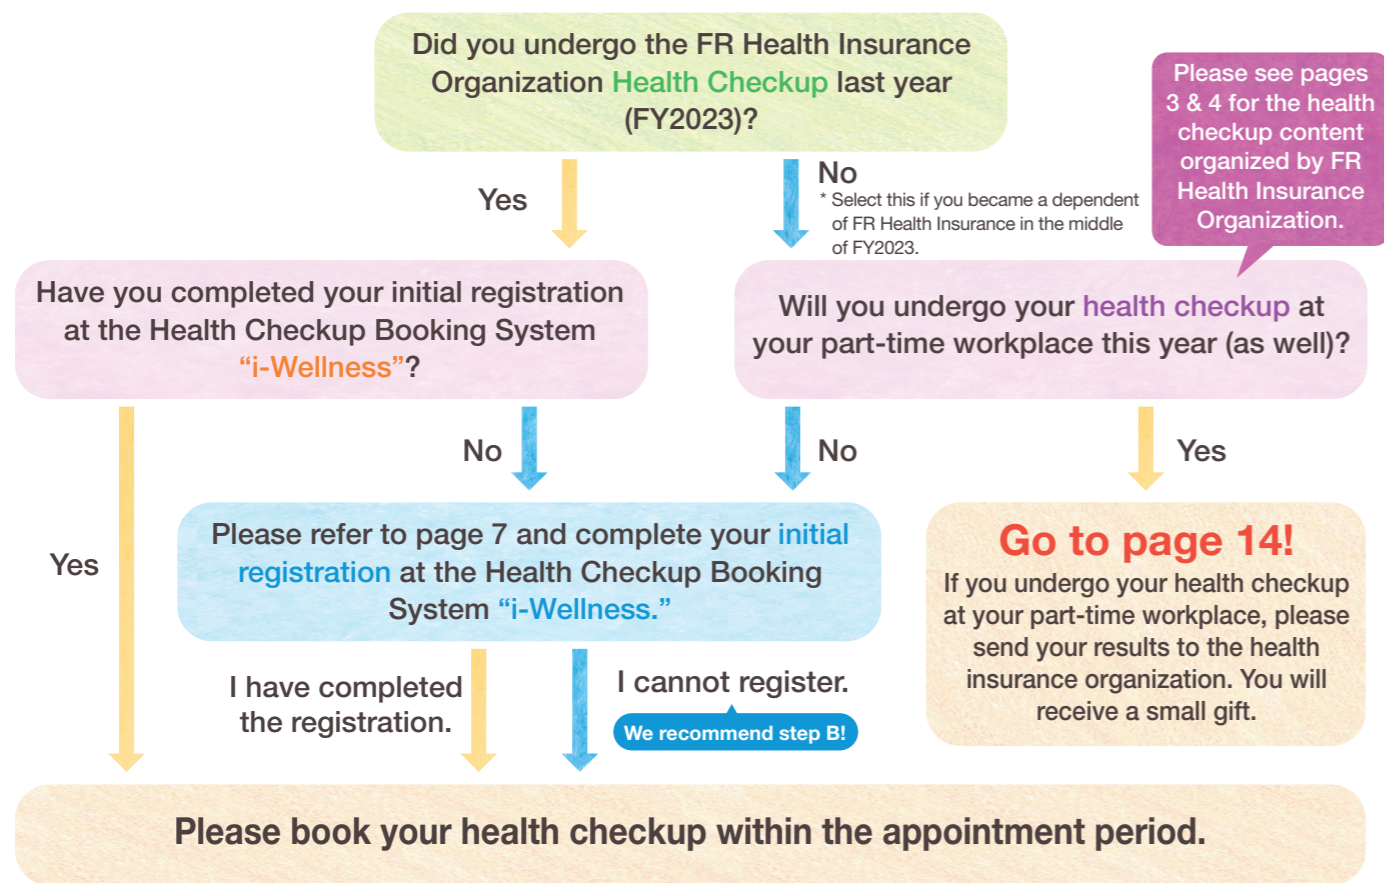 Did you undergo the FR Health Insurance
Organization Health Checkup last year
(FY2023)?
Please see pages
3 & 4 for the health
checkup content
organized by FR
Health Insurance
Organization.
Yes
No
* Select this if you became a dependent
of FR Health Insurance in the middle
of FY2023.
Have you completed your initial registration
at the Health Checkup Booking System
“i-Wellness”?
Will you undergo your health checkup at
your part-time workplace this year (as well)?
No
No
Yes
Yes
Please refer to page 7 and complete your initial
registration at the Health Checkup Booking
System “i-Wellness.”
Go to page 14!
If you undergo your health checkup
at your part-time workplace, please
send your results to the health
insurance organization. You will
receive a small gift.
I have completed
the registration.
I cannot register.
We recommend step B!
Please book your health checkup within the appointment period.